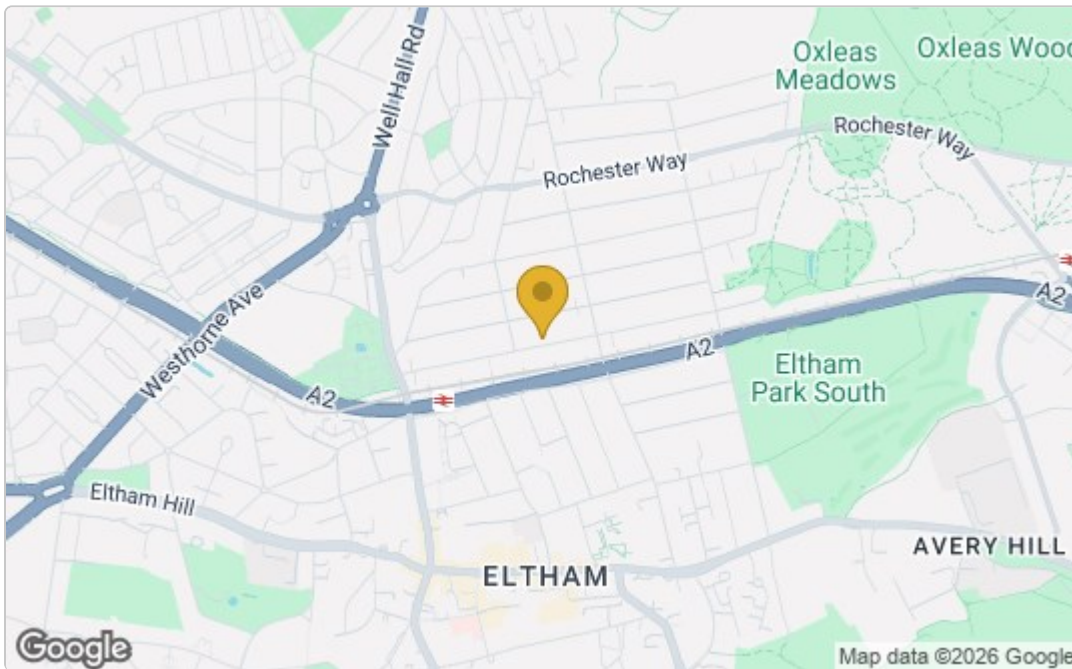 Oxleas
Meadows
Oxleas Wood
Well Hall Rd
Rochester Way
Rochester Way
Westhorne Ave
A2
A2
A2
Eltham
Park South
Eltham Hill
ELTHAM
AVERY HILL
Google
Map data ©2026 Google